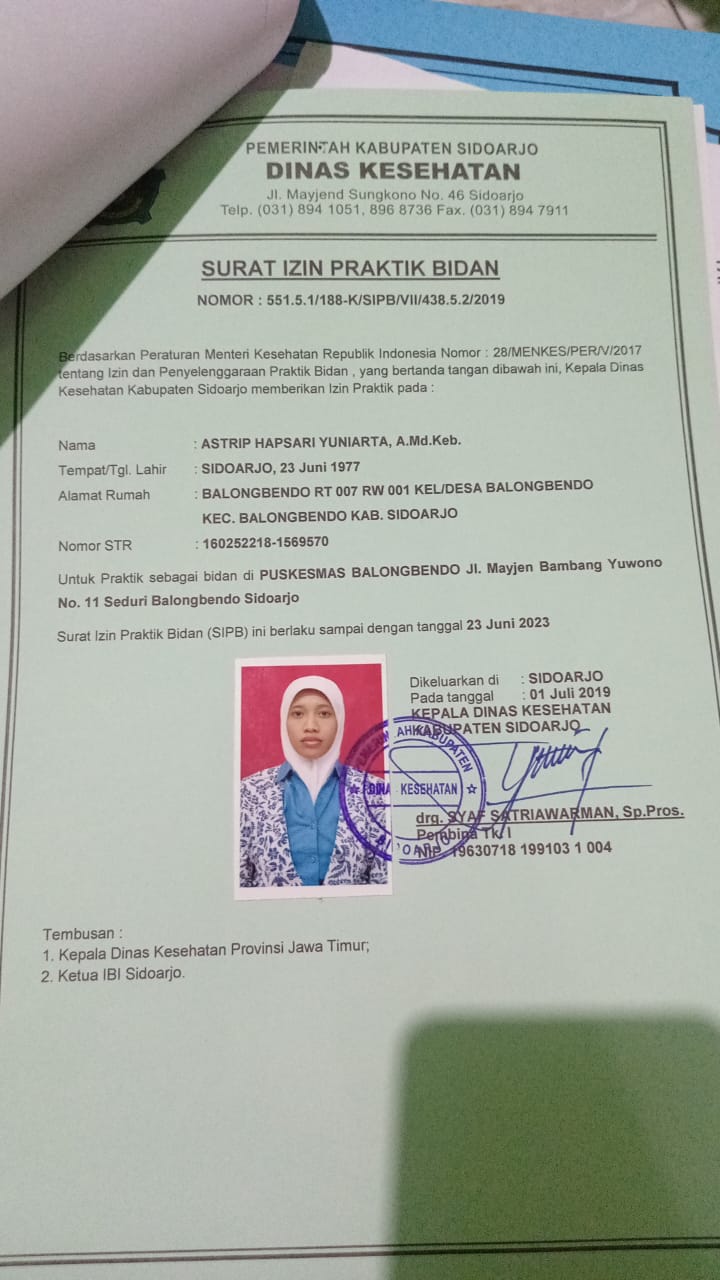 PEMERINTAH KABUPATEN SIDOARJO
DINAS KESEHATAN
Jl. Mayjend Sungkono No. 46 Sidoarjo
Telp. (031) 894 1051, 896 8736 Fax. (031) 894 7911
SURAT IZIN PRAKTIK BIDAN
NOMOR : 551.5.1/188-K/SIPB/VII/438.5.2/2019
Berdasarkan Peraturan Menteri Kesehatan Republik Indonesia Nomor : 28/MENKES/PER/V/2017
tentang Izin dan Penyelenggaraan Praktik Bidan , yang bertanda tangan dibawah ini, Kepala Dinas
Kesehatan Kabupaten Sidoarjo memberikan Izin Praktik pada :
Nama : ASTRIP HAPSARI YUNIARTA, A.Md.Keb.
Tempat/Tgl. Lahir : SIDOARJO, 23 Juni 1977
Alamat Rumah : BALONGBENDO RT 007 RW 001 KEL/DESA BALONGBENDO
KEC. BALONGBENDO KAB. SIDOARJO
Nomor STR : 160252218-1569570
Untuk Praktik sebagai bidan di PUSKESMAS BALONGBENDO Jl. Mayjen Bambang Yuwono
No. 11 Seduri Balongbendo Sidoarjo
Surat Izin Praktik Bidan (SIPB) ini berlaku sampai dengan tanggal 23 Juni 2023
Dikeluarkan di : SIDOARJO
Pada tanggal : 01 Juli 2019
KEPALA DINAS KESEHATAN
KABUPATEN SIDOARJO
KABUPATEN
KESEHATAN
drg. SYAF SATRIAWARMAN, Sp.Pros.
Pembina Tk. I
NIP 19630718 199103 1 004
Tembusan :
1. Kepala Dinas Kesehatan Provinsi Jawa Timur;
2. Ketua IBI Sidoarjo.